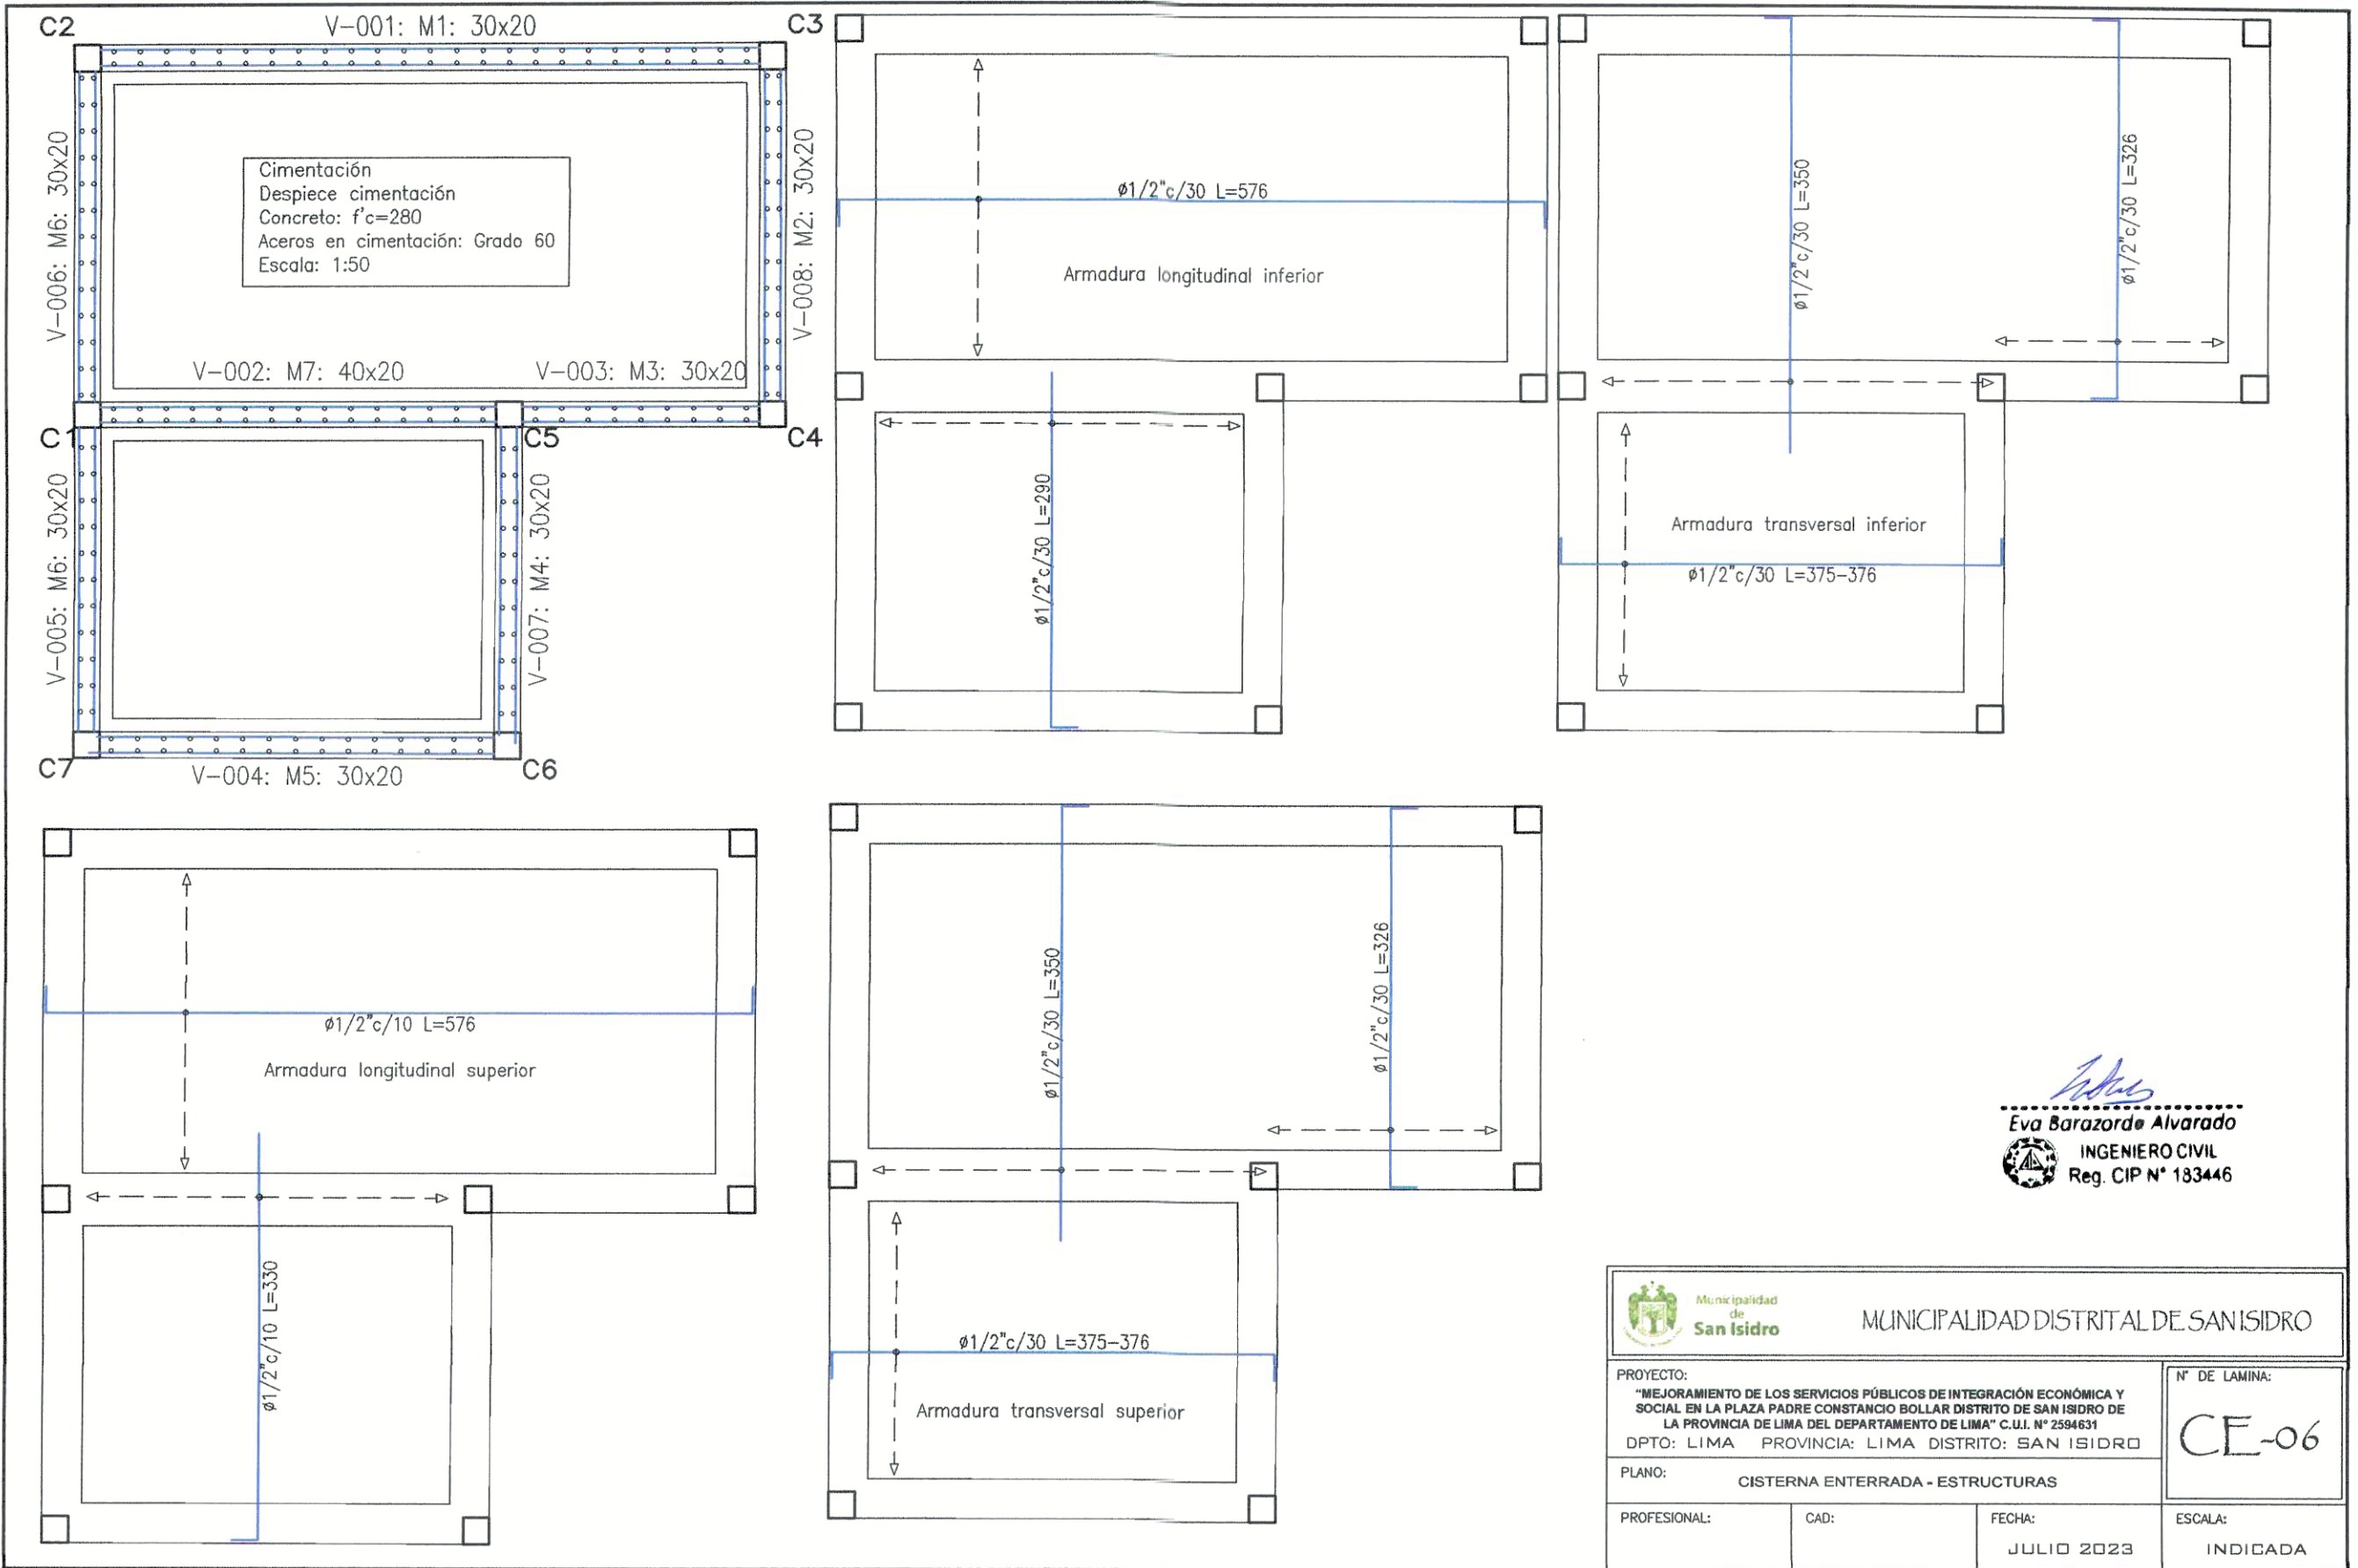 C2
V-001: M1: 30x20
C3
V-006: M6: 30x20
Cimentación
Despiece cimentación
Concreto: f'c=280
Aceros en cimentación: Grado 60
Escala: 1:50
V-008: M2: 30x20
V-002: M7: 40x20
V-003: M3: 30x20
C1
C5
C4
V-005: M6: 30x20
V-007: M4: 30x20
C7
V-004: M5: 30x20
C6
ø1/2"c/30 L=576
Armadura longitudinal inferior
ø1/2"c/30 L=290
ø1/2"c/30 L=350
ø1/2"c/30 L=326
Armadura transversal inferior
ø1/2"c/30 L=375-376
ø1/2"c/10 L=576
Armadura longitudinal superior
ø1/2"c/10 L=330
ø1/2"c/30 L=350
ø1/2"c/30 L=326
ø1/2"c/30 L=375-376
Armadura transversal superior
Eva Barazorda Alvarado
INGENIERO CIVIL
Reg. CIP N° 183446
Municipalidad
de
San Isidro
MUNICIPALIDAD DISTRITAL DE SAN ISIDRO
PROYECTO:
"MEJORAMIENTO DE LOS SERVICIOS PÚBLICOS DE INTEGRACIÓN ECONÓMICA Y
SOCIAL EN LA PLAZA PADRE CONSTANCIO BOLLAR DISTRITO DE SAN ISIDRO DE
LA PROVINCIA DE LIMA DEL DEPARTAMENTO DE LIMA" C.U.I. N° 2594631
DPTO: LIMA PROVINCIA: LIMA DISTRITO: SAN ISIDRO
N° DE LAMINA:
CE-06
PLANO:
CISTERNA ENTERRADA - ESTRUCTURAS
PROFESIONAL:
CAD:
FECHA:
JULIO 2023
ESCALA:
INDICADA